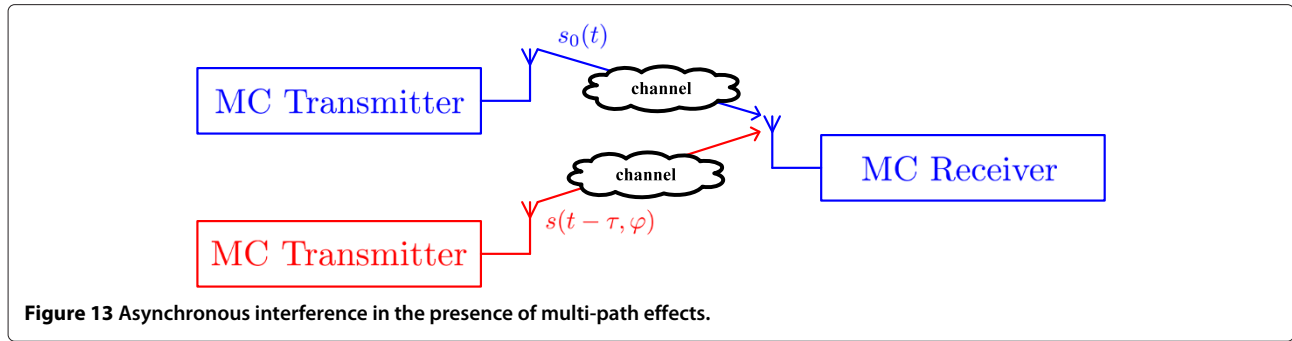 s₀(t)
MC Transmitter
channel
MC Receiver
channel
s(t − τ, φ)
MC Transmitter
Figure 13 Asynchronous interference in the presence of multi-path effects.